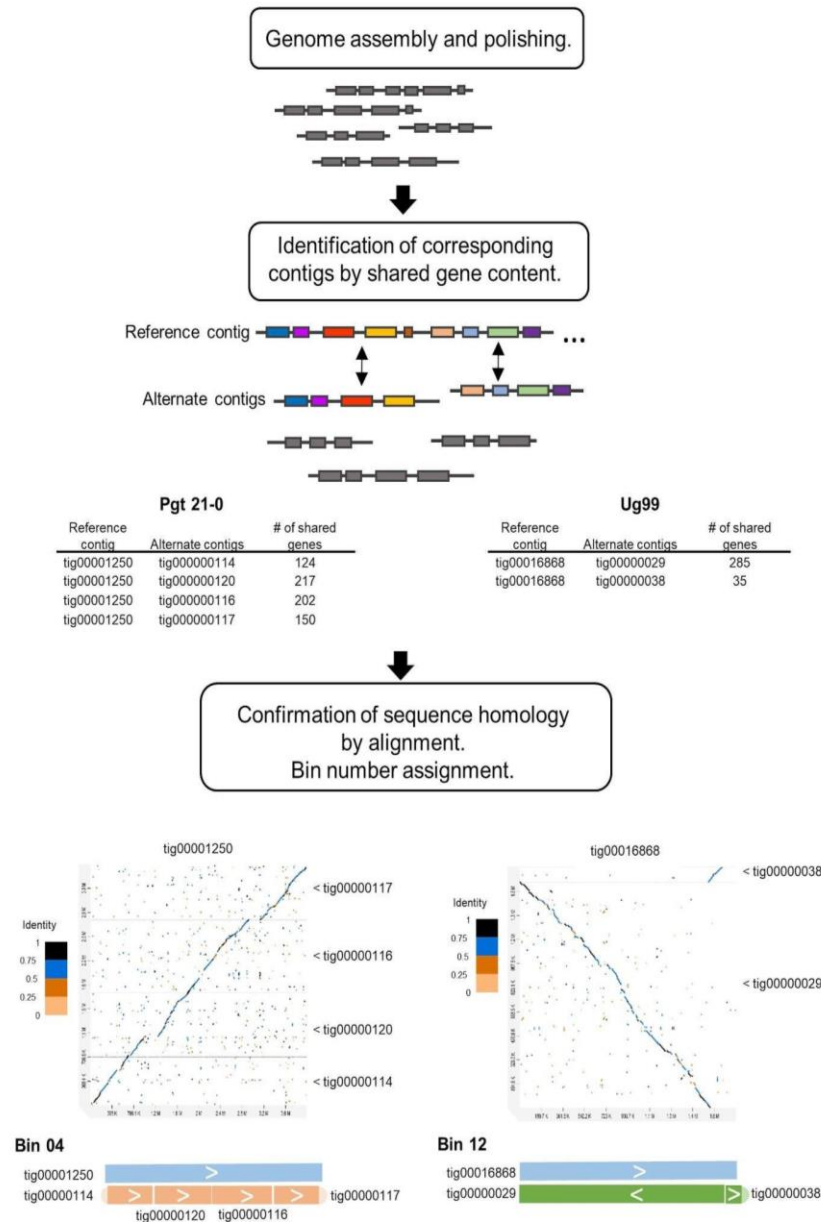 Genome assembly and polishing.
Identification of corresponding
contigs by shared gene content.
Reference contig
...
Alternate contigs
Pgt 21-0
Reference contig Alternate contigs # of shared genes
tig00001250 tig000000114 124
tig00001250 tig000000120 217
tig00001250 tig000000116 202
tig00001250 tig000000117 150
Ug99
Reference contig Alternate contigs # of shared genes
tig00016868 tig00000029 285
tig00016868 tig00000038 35
Confirmation of sequence homology
by alignment.
Bin number assignment.
tig00001250
< tig00000117
< tig00000116
< tig00000120
< tig00000114
Identity
1
0.75
0.5
0.25
0
tig00016868
< tig00000038
< tig00000029
Identity
1
0.75
0.5
0.25
0
Bin 04
tig00001250 >
tig00000114 > > > > tig00000117
tig00000120 tig00000116
Bin 12
tig00016868 >
tig00000029 < > tig00000038